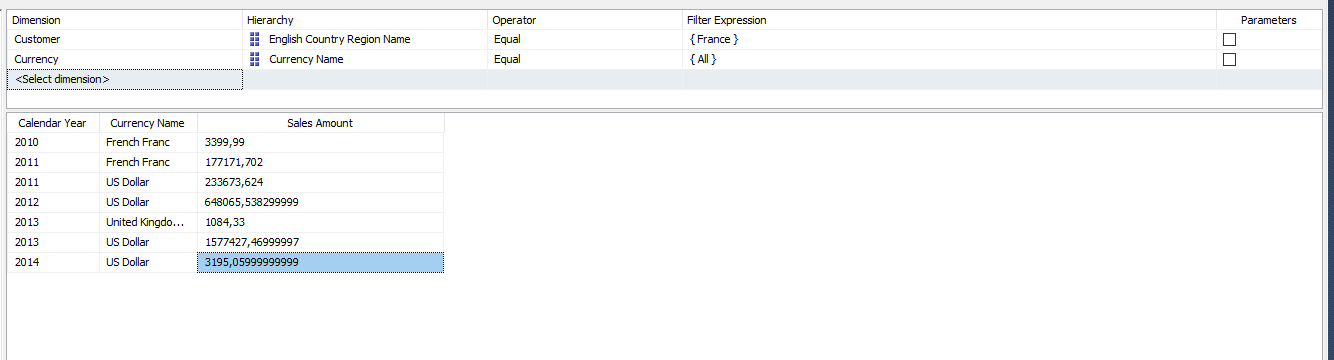 Dimension Hierarchy Operator Filter Expression Parameters
Customer English Country Region Name Equal { France }
Currency Currency Name Equal { All }
<Select dimension>
Calendar Year Currency Name Sales Amount
2010 French Franc 3399,99
2011 French Franc 177171,702
2011 US Dollar 233673,624
2012 US Dollar 648065,538299999
2013 United Kingdo... 1084,33
2013 US Dollar 1577427,46999997
2014 US Dollar 3195,05999999999